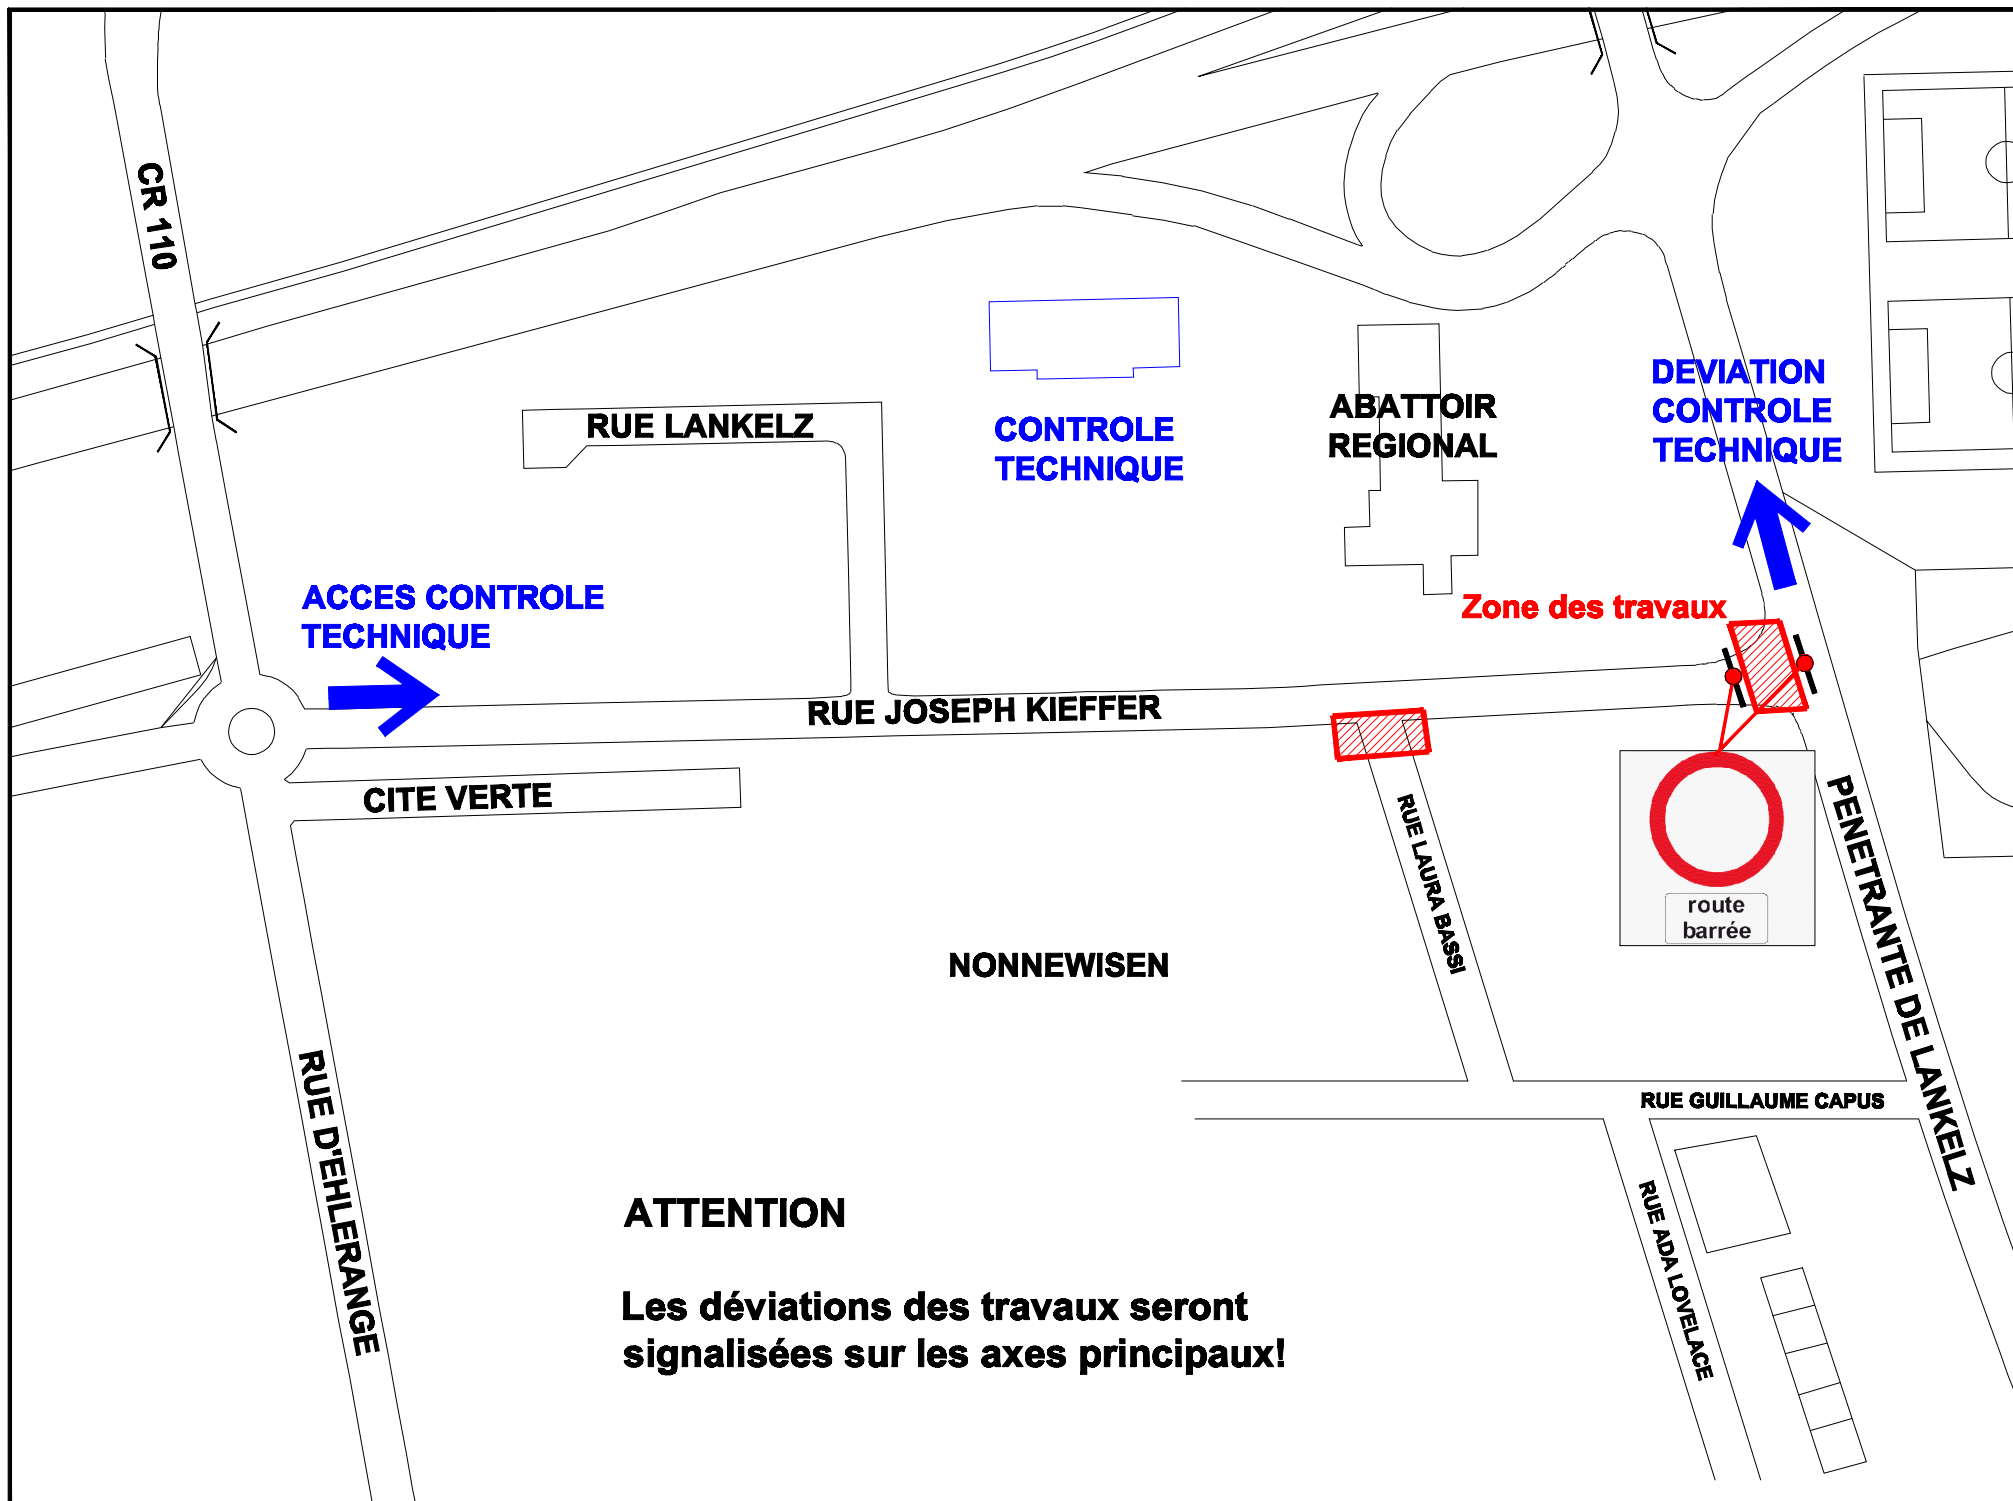 CR 110
RUE LANKELZ
CONTROLE
TECHNIQUE
ABATTOIR
REGIONAL
DEVIATION
CONTROLE
TECHNIQUE
ACCES CONTROLE
TECHNIQUE
Zone des travaux
RUE JOSEPH KIEFFER
CITE VERTE
RUE LAURA BASSI
route
barrée
PENETRANTE DE LANKELZ
NONNEWISEN
RUE D'EHLERANGE
RUE GUILLAUME CAPUS
RUE ADA LOVELACE
ATTENTION
Les déviations des travaux seront
signalisées sur les axes principaux!